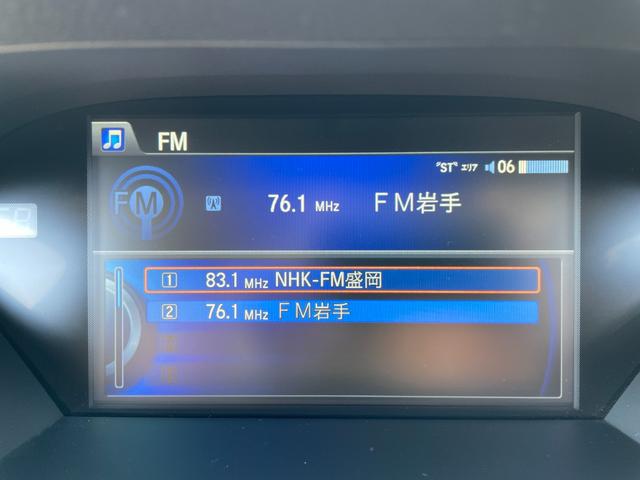 FM
"ST" エリア 06
FM 76.1 MHz ＦＭ岩手
1 83.1 MHz NHK-FM盛岡
2 76.1 MHz ＦＭ岩手